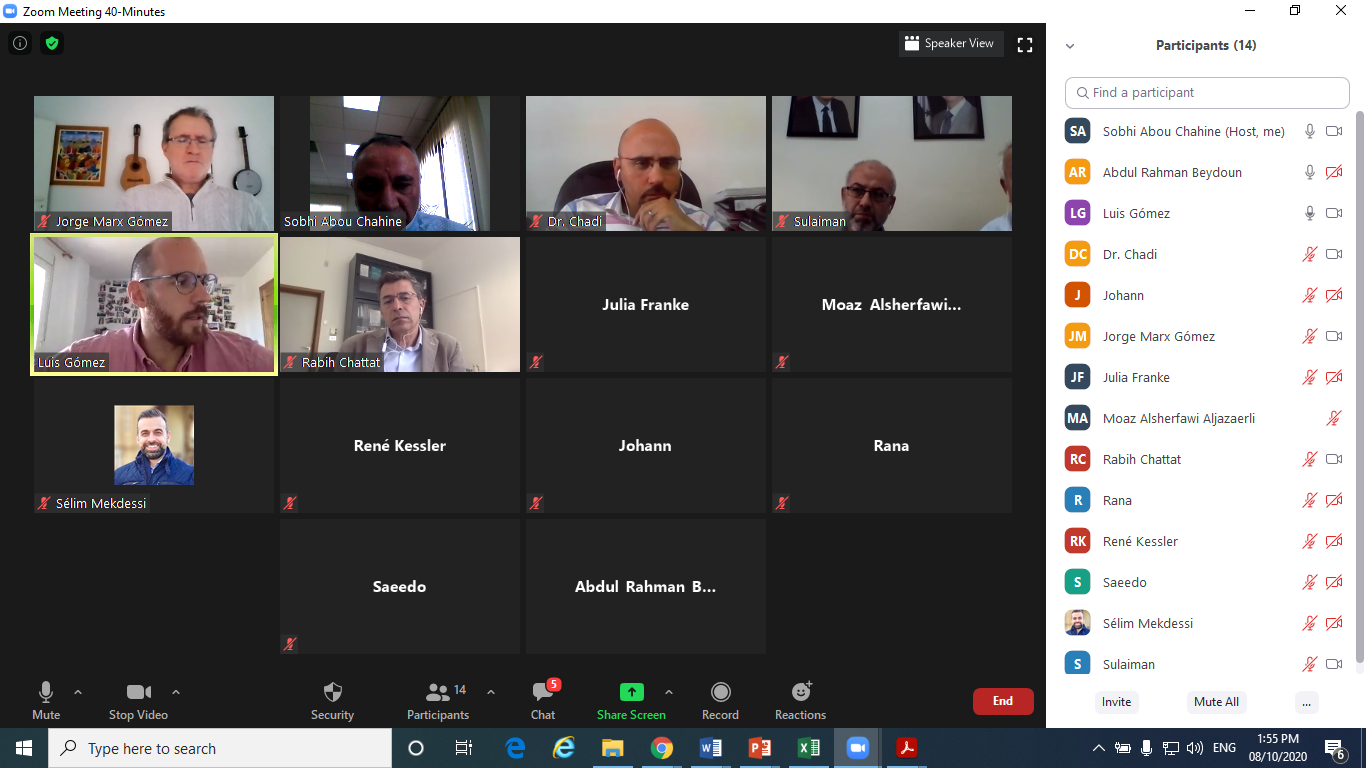 Zoom Meeting 40-Minutes
Speaker View
Jorge Marx Gómez
Sobhi Abou Chahine
Dr. Chadi
Sulaiman
Luis Gómez
Rabih Chattat
Julia Franke
Moaz Alsherfawi...
Sélim Mekdessi
René Kessler
Johann
Rana
Saeedo
Abdul Rahman B...
Participants (14)
Find a participant
SA Sobhi Abou Chahine (Host, me)
AR Abdul Rahman Beydoun
LG Luis Gómez
DC Dr. Chadi
J Johann
JM Jorge Marx Gómez
JF Julia Franke
MA Moaz Alsherfawi Aljazaerli
RC Rabih Chattat
R Rana
RK René Kessler
S Saeedo
Sélim Mekdessi
S Sulaiman
Invite Mute All ...
Mute
Stop Video
Security
14
Participants
5
Chat
Share Screen
Record
Reactions
End
Type here to search
ENG
1:55 PM
08/10/2020
6